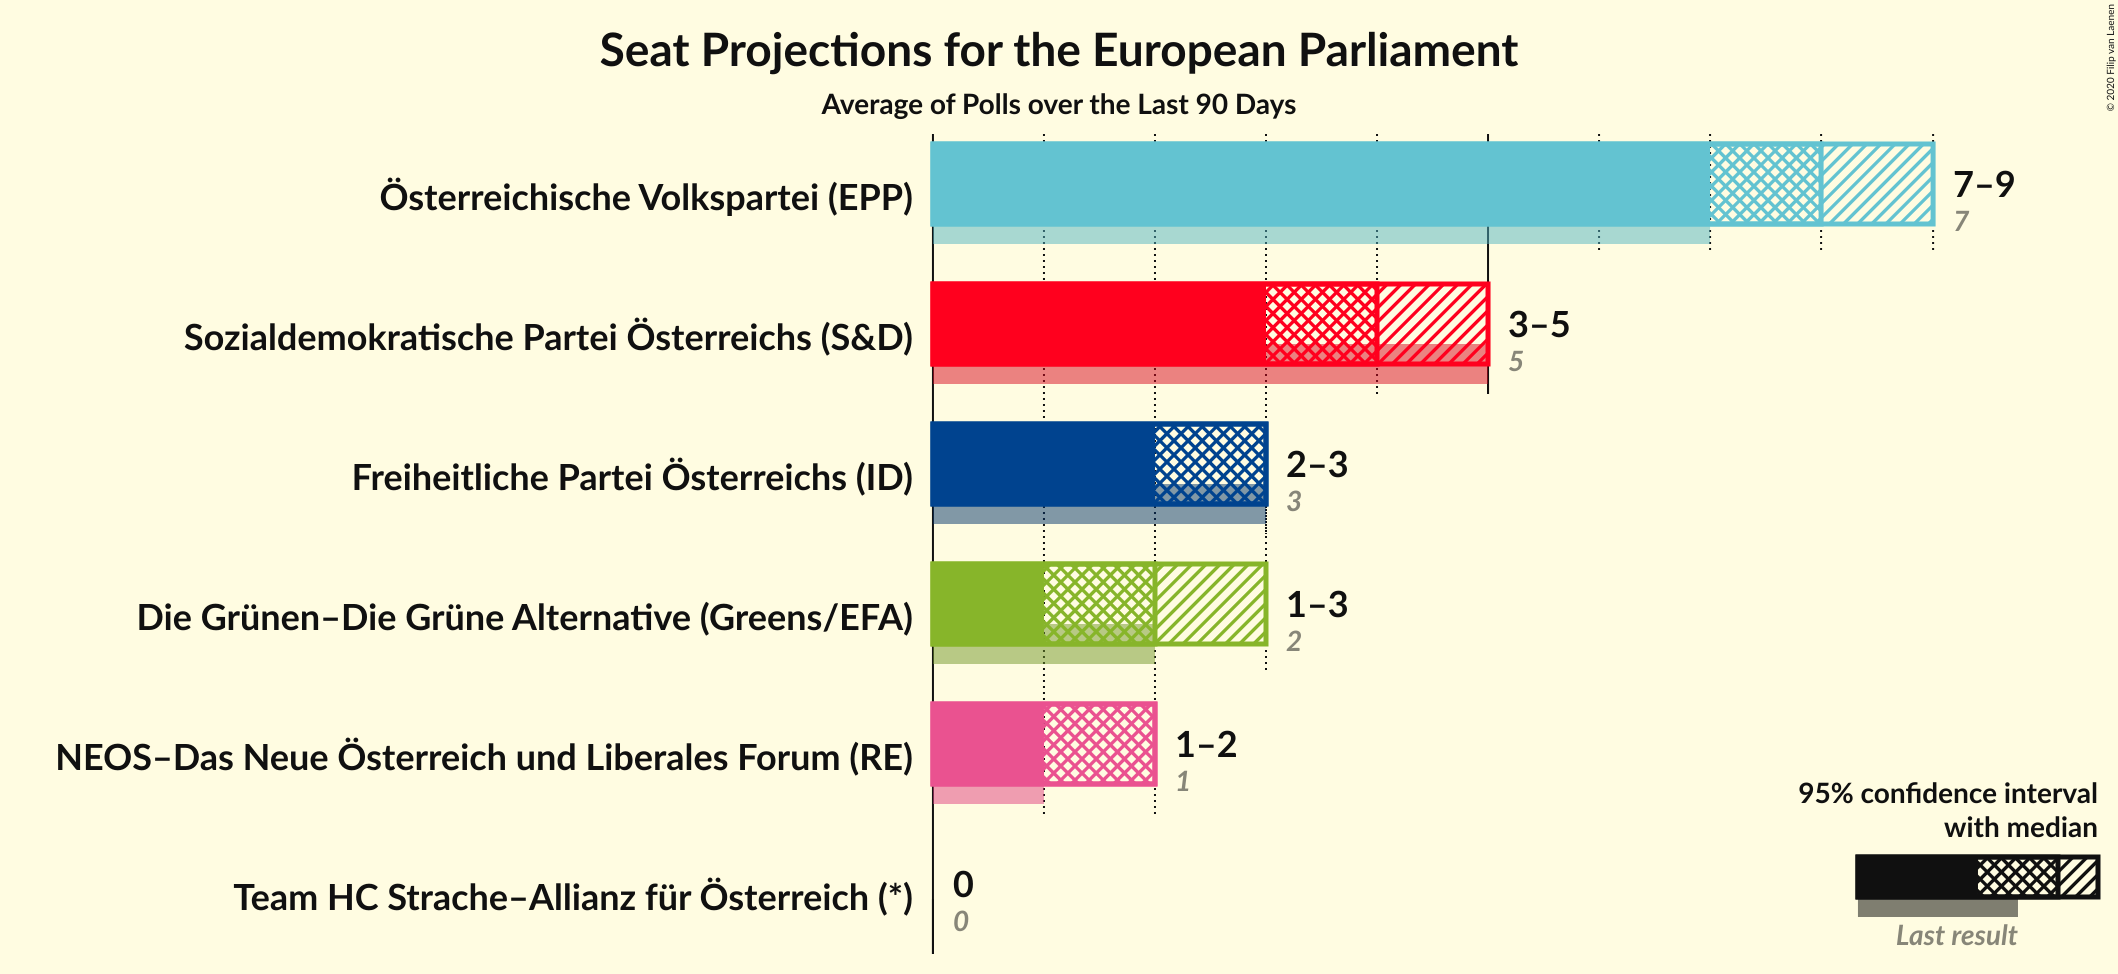 Seat Projections for the European Parliament
Average of Polls over the Last 90 Days
© 2020 Filip van Laenen
Österreichische Volkspartei (EPP)
7–9
7
Sozialdemokratische Partei Österreichs (S&D)
3–5
5
Freiheitliche Partei Österreichs (ID)
2–3
3
Die Grünen–Die Grüne Alternative (Greens/EFA)
1–3
2
NEOS–Das Neue Österreich und Liberales Forum (RE)
1–2
1
Team HC Strache–Allianz für Österreich (*)
0
0
95% confidence interval
with median
Last result